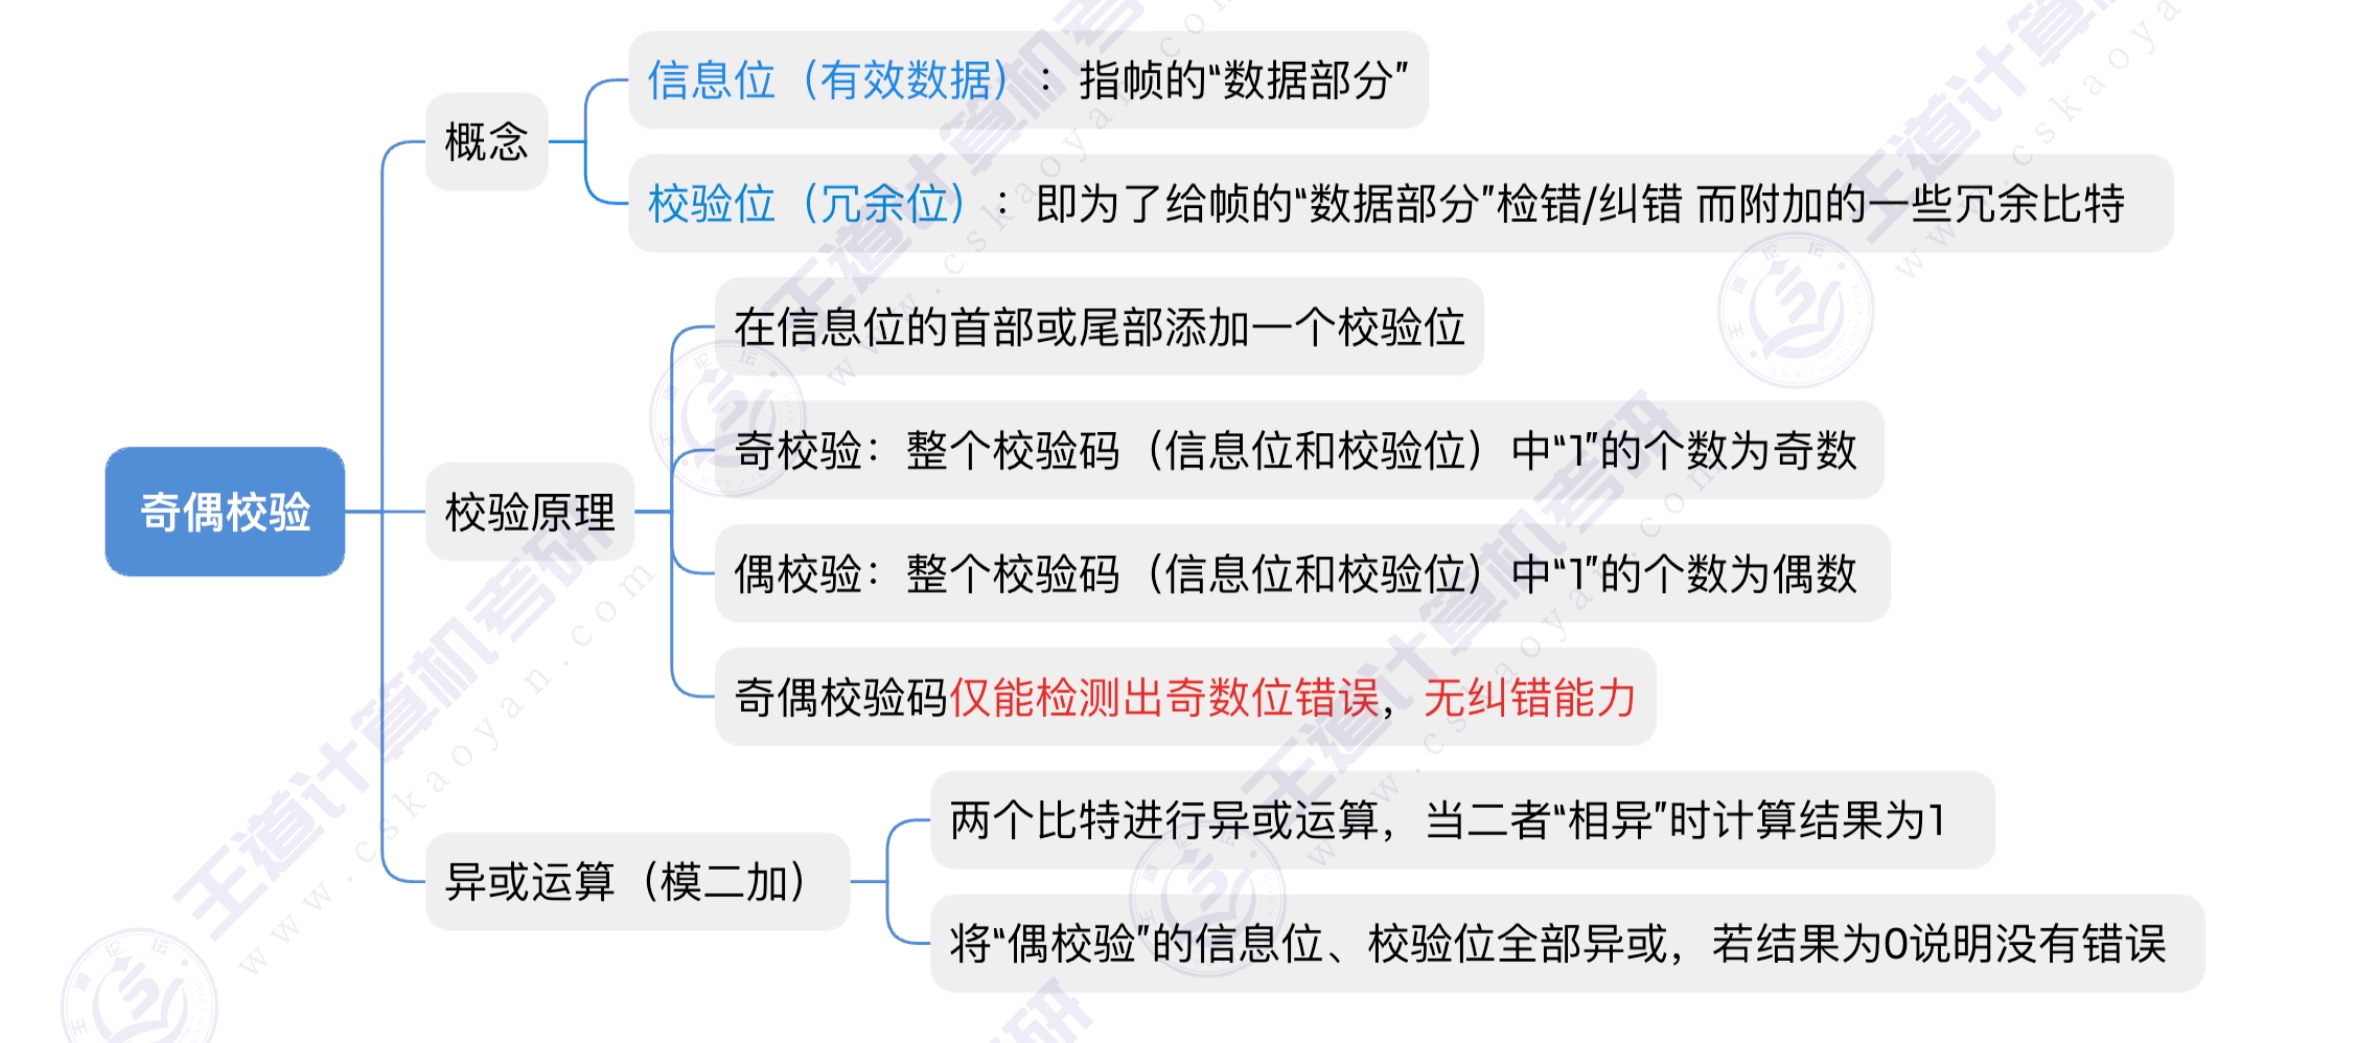 信息位（有效数据）：指帧的“数据部分”
概念
校验位（冗余位）：即为了给帧的“数据部分”检错/纠错 而附加的一些冗余比特
在信息位的首部或尾部添加一个校验位
奇校验：整个校验码（信息位和校验位）中“1”的个数为奇数
奇偶校验
校验原理
偶校验：整个校验码（信息位和校验位）中“1”的个数为偶数
奇偶校验码仅能检测出奇数位错误，无纠错能力
两个比特进行异或运算，当二者“相异”时计算结果为1
异或运算（模二加）
将“偶校验”的信息位、校验位全部异或，若结果为0说明没有错误
王道计算机考研
www.cskaoyan.com
王道论坛